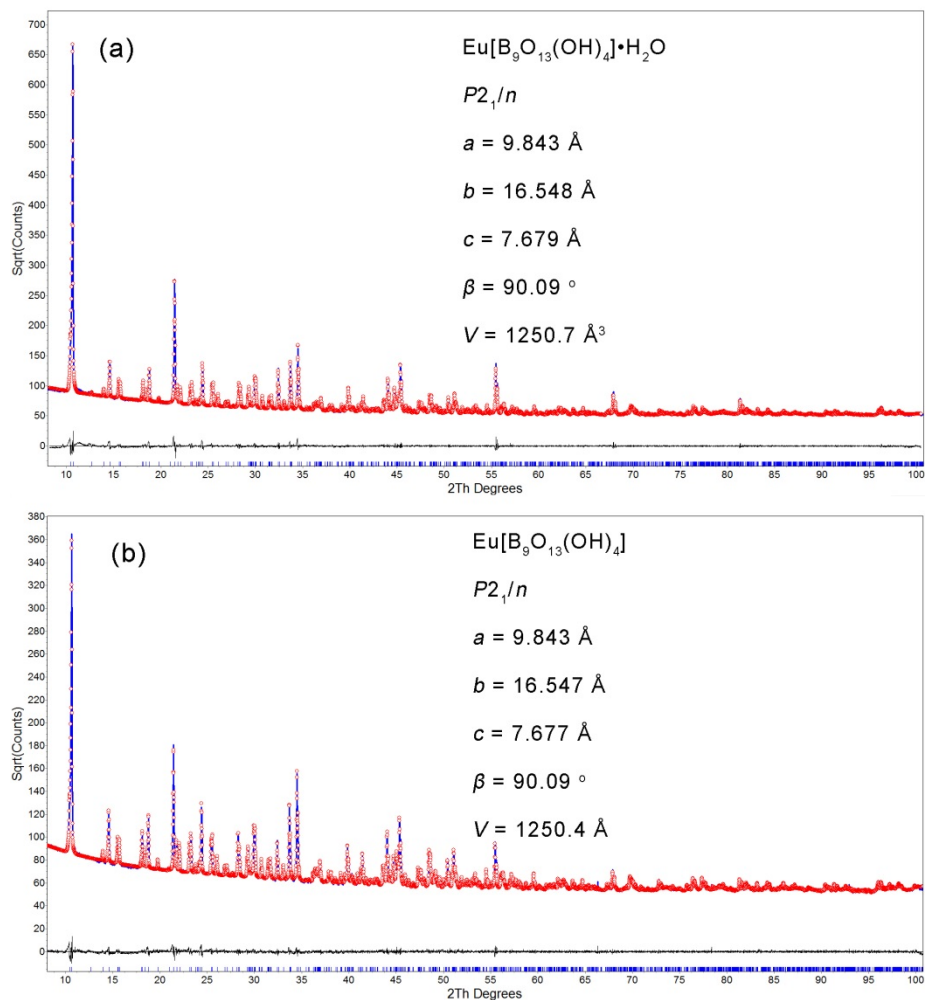 700
650
600
550
500
450
400
350
300
250
200
150
100
50
0
Sqrt(Counts)
(a)
Eu[B₉O₁₃(OH)₄]•H₂O
P2₁/n
a = 9.843 Å
b = 16.548 Å
c = 7.679 Å
β = 90.09 °
V = 1250.7 Å³
10 15 20 25 30 35 40 45 50 55 60 65 70 75 80 85 90 95 100
2Th Degrees
380
360
340
320
300
280
260
240
220
200
180
160
140
120
100
80
60
40
20
0
Sqrt(Counts)
(b)
Eu[B₉O₁₃(OH)₄]
P2₁/n
a = 9.843 Å
b = 16.547 Å
c = 7.677 Å
β = 90.09 °
V = 1250.4 Å
10 15 20 25 30 35 40 45 50 55 60 65 70 75 80 85 90 95 100
2Th Degrees